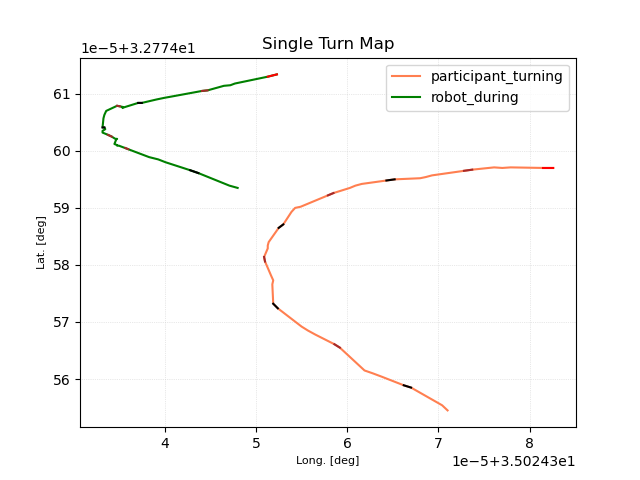 Single Turn Map
1e−5+3.2774e1
participant_turning
robot_during
61
60
59
58
57
56
Lat. [deg]
4 5 6 7 8
Long. [deg]
1e−5+3.50243e1